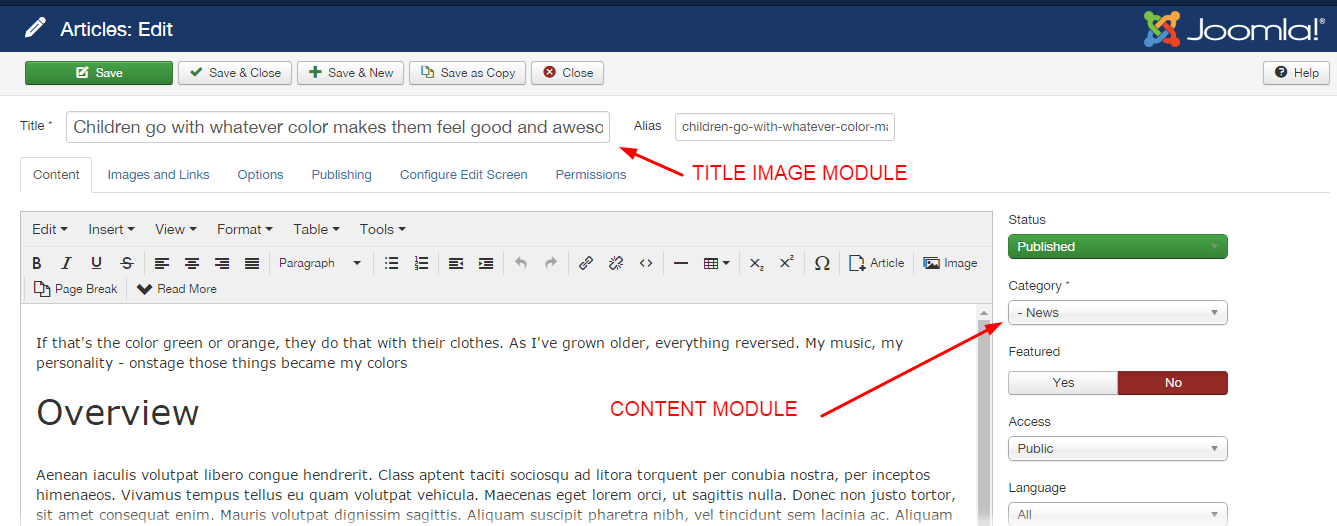 Articles: Edit
Joomla!®
Save
Save & Close
Save & New
Save as Copy
Close
Help
Title *
Children go with whatever color makes them feel good and aweso
Alias
children-go-with-whatever-color-ma
TITLE IMAGE MODULE
Content
Images and Links
Options
Publishing
Configure Edit Screen
Permissions
Edit
Insert
View
Format
Table
Tools
Paragraph
Article
Image
Page Break
Read More
If that's the color green or orange, they do that with their clothes. As I've grown older, everything reversed. My music, my
personality - onstage those things became my colors
Overview
CONTENT MODULE
Aenean iaculis volutpat libero congue hendrerit. Class aptent taciti sociosqu ad litora torquent per conubia nostra, per inceptos
himenaeos. Vivamus tempus tellus eu quam volutpat vehicula. Maecenas eget lorem orci, ut sagittis nulla. Donec non justo tortor,
sit amet consequat enim. Mauris volutpat dignissim sagittis. Aliquam suscipit pharetra nibh, vel tincidunt sem lacinia ac. Aliquam
Status
Published
Category *
- News
Featured
Yes
No
Access
Public
Language
All